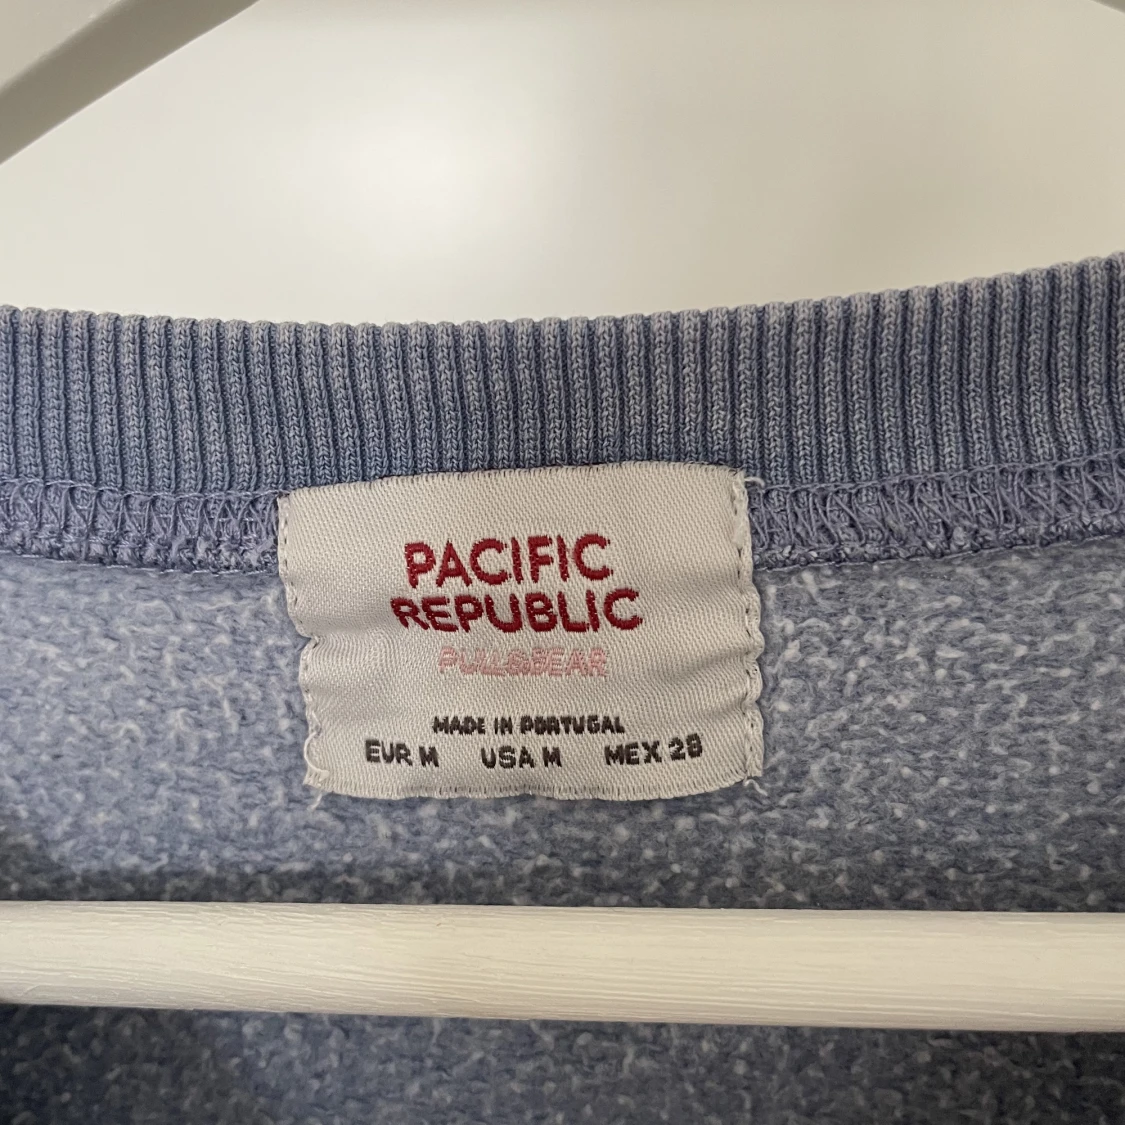 PACIFIC
REPUBLIC
PULL&BEAR
MADE IN PORTUGAL
EUR M USA M MEX 28